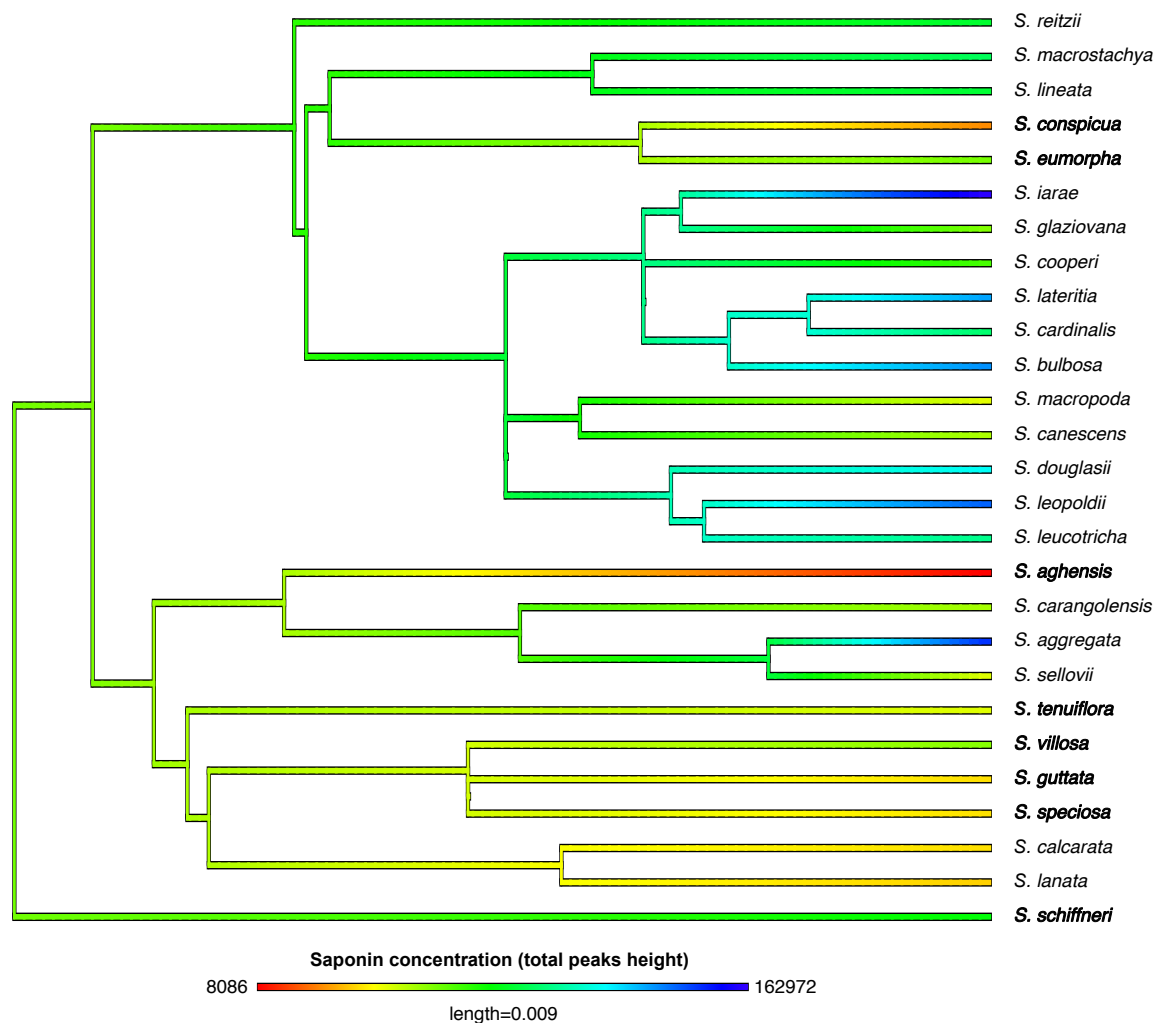 S. reitzii
S. macrostachya
S. lineata
S. conspicua
S. eumorpha
S. iarae
S. glaziovana
S. cooperi
S. lateritia
S. cardinalis
S. bulbosa
S. macropoda
S. canescens
S. douglasii
S. leopoldii
S. leucotricha
S. aghensis
S. carangolensis
S. aggregata
S. sellovii
S. tenuiflora
S. villosa
S. guttata
S. speciosa
S. calcarata
S. lanata
S. schiffneri
Saponin concentration (total peaks height)
8086 162972
length=0.009